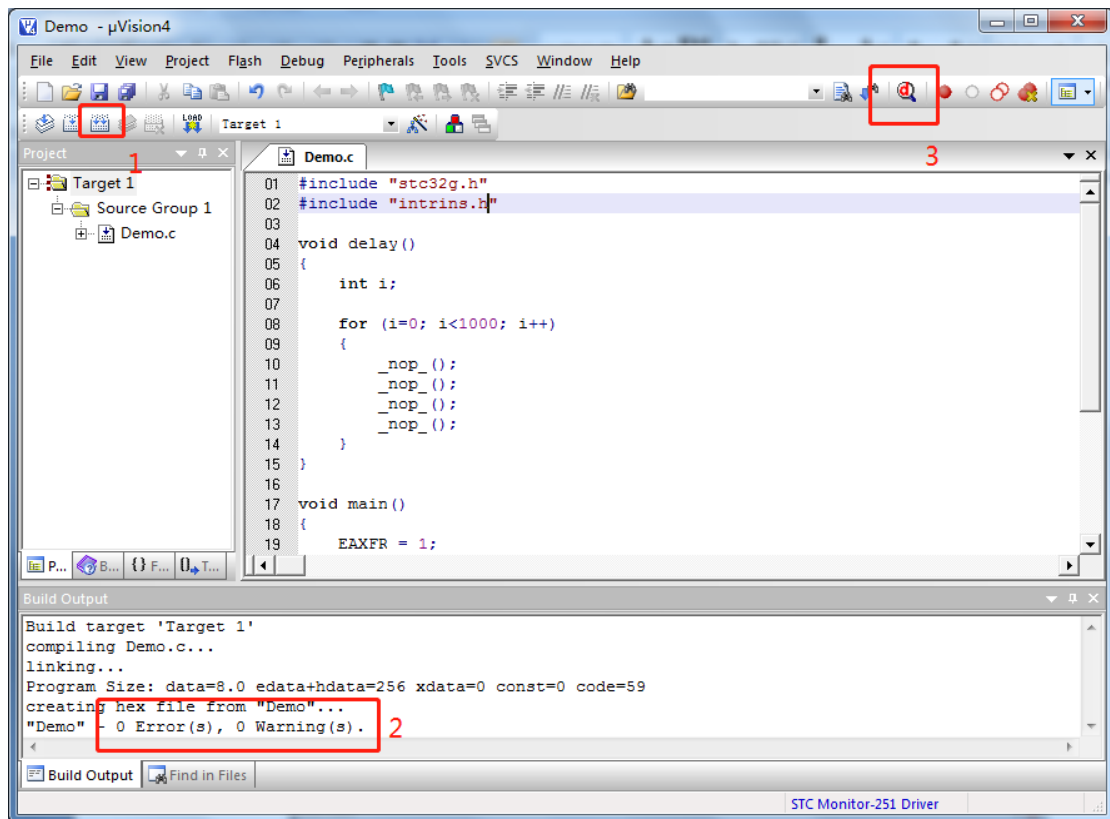 Demo - µVision4
File Edit View Project Flash Debug Peripherals Tools SVCS Window Help
LOAD Target 1
Project
1
3
Demo.c
Target 1
Source Group 1
Demo.c
01 #include "stc32g.h"
02 #include "intrins.h"
03
04 void delay()
05 {
06 int i;
07
08 for (i=0; i<1000; i++)
09 {
10 _nop_();
11 _nop_();
12 _nop_();
13 _nop_();
14 }
15 }
16
17 void main()
18 {
19 EAXFR = 1;
P... B... {} F... 0 T...
Build Output
Build target 'Target 1'
compiling Demo.c...
linking...
Program Size: data=8.0 edata+hdata=256 xdata=0 const=0 code=59
creating hex file from "Demo"...
"Demo" - 0 Error(s), 0 Warning(s).
2
Build Output Find in Files
STC Monitor-251 Driver